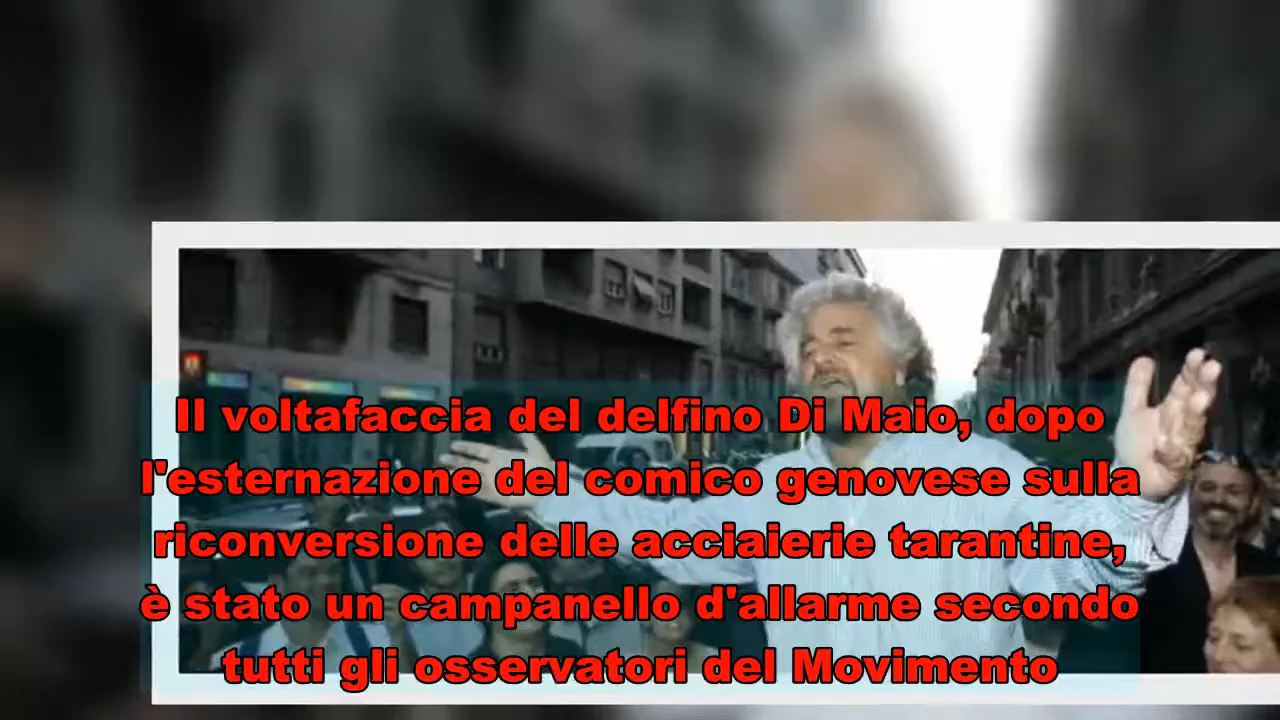 Il voltafaccia del delfino Di Maio, dopo
l'esternazione del comico genovese sulla
riconversione delle acciaierie tarantine,
è stato un campanello d'allarme secondo
tutti gli osservatori del Movimento